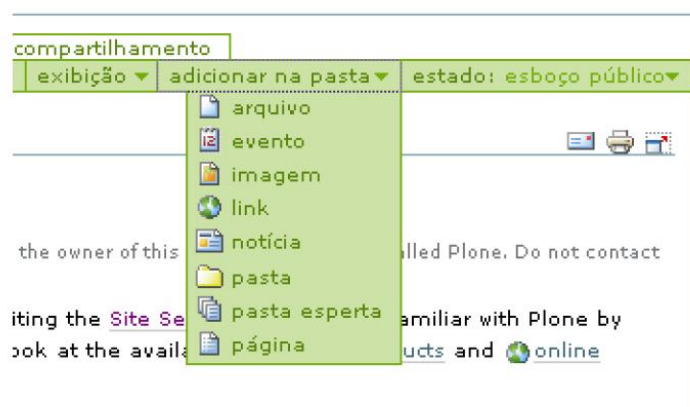 compartilhamento
exibição adicionar na pasta estado: esboço público
arquivo
evento
imagem
link
notícia
the owner of this lled Plone. Do not contact
pasta
iting the Site Se pasta esperta amiliar with Plone by
ook at the availa página ucts and online